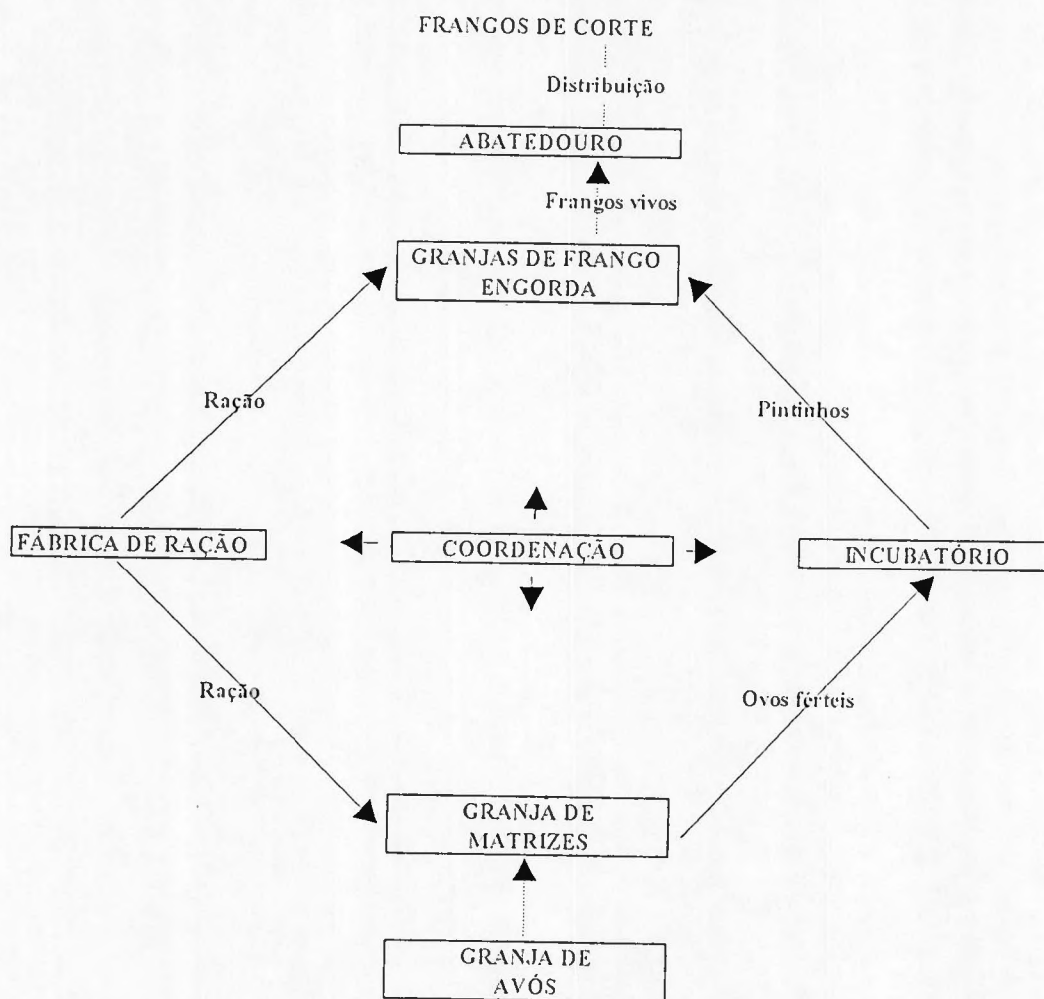 FRANGOS DE CORTE
Distribuição
ABATEDOURO
Frangos vivos
GRANJAS DE FRANGO
ENGORDA
Ração
Pintinhos
FÁBRICA DE RAÇÃO
COORDENAÇÃO
INCUBATÓRIO
Ração
Ovos férteis
GRANJA DE
MATRIZES
GRANJA DE
AVÓS